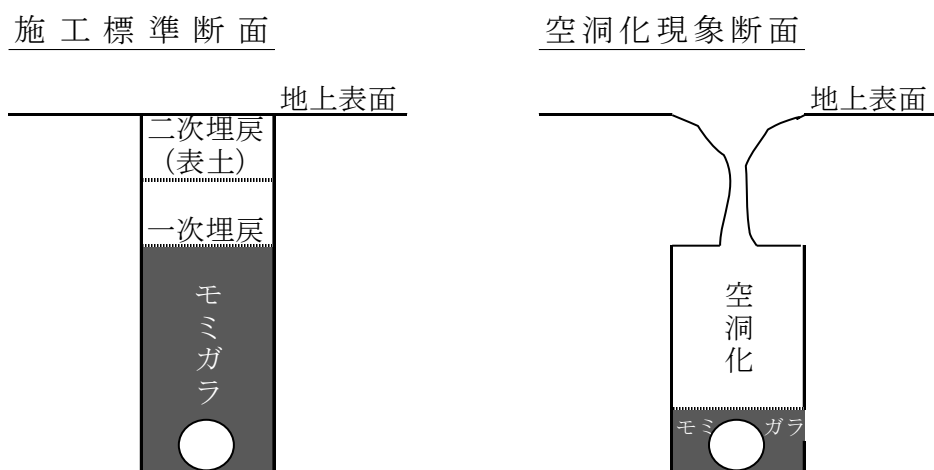 施工標準断面
空洞化現象断面
地上表面
地上表面
二次埋戻
(表土)
一次埋戻
モミガラ
空洞化
モミ ガラ